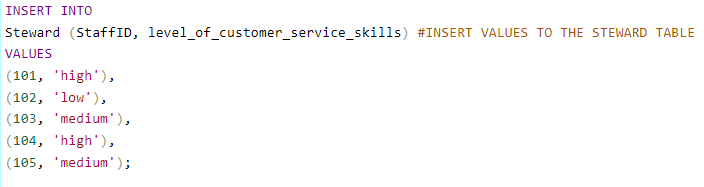 INSERT INTO
Steward (StaffID, level_of_customer_service_skills) #INSERT VALUES TO THE STEWARD TABLE
VALUES
(101, 'high'),
(102, 'low'),
(103, 'medium'),
(104, 'high'),
(105, 'medium');